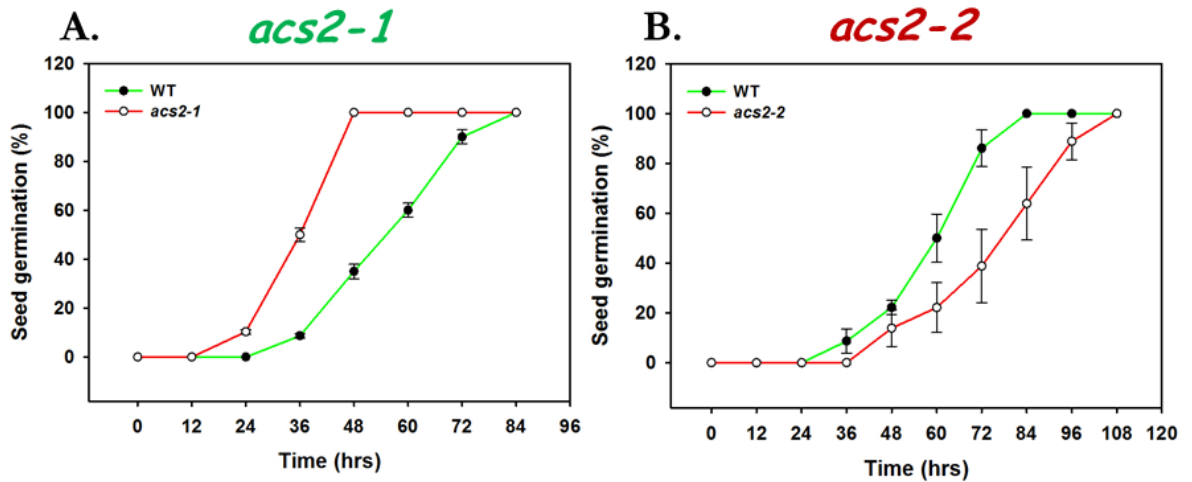 A. acs2-1
120
100
80
60
40
20
0
Seed germination (%)
WT
acs2-1
0 12 24 36 48 60 72 84 96
Time (hrs)
B. acs2-2
120
100
80
60
40
20
0
Seed germination (%)
WT
acs2-2
0 12 24 36 48 60 72 84 96 108 120
Time (hrs)